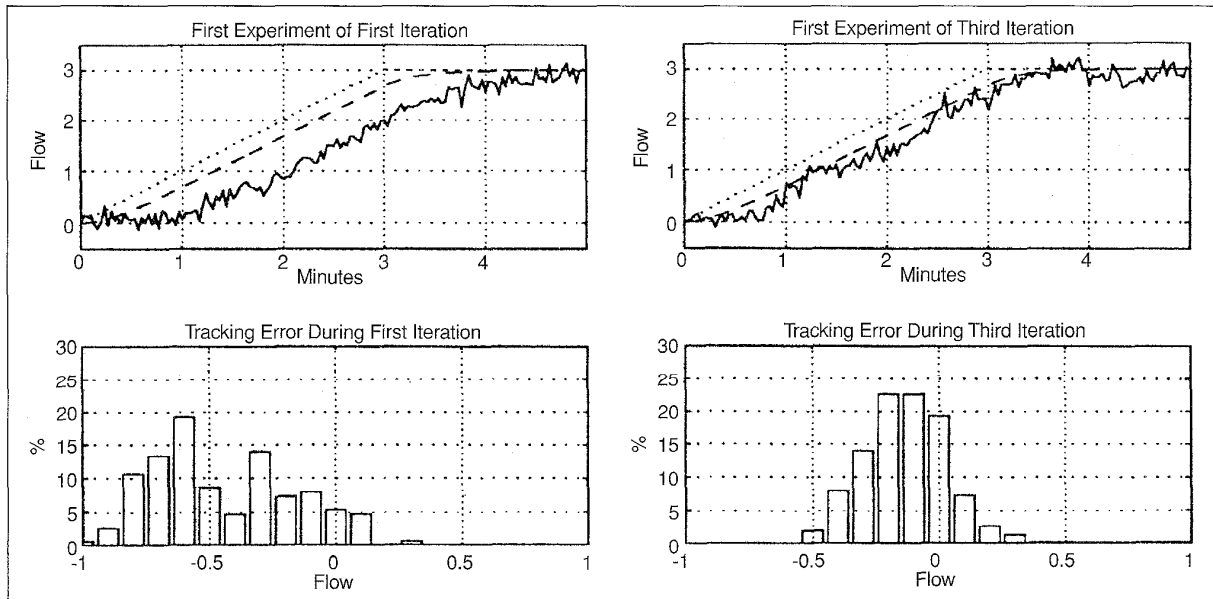 First Experiment of First Iteration
3
2
1
0
Flow
0 1 2 3 4
Minutes
First Experiment of Third Iteration
3
2
1
0
Flow
0 1 2 3 4
Minutes
Tracking Error During First Iteration
30
25
20
15
10
5
0
%
-1 -0.5 0 0.5 1
Flow
Tracking Error During Third Iteration
30
25
20
15
10
5
0
%
-1 -0.5 0 0.5 1
Flow